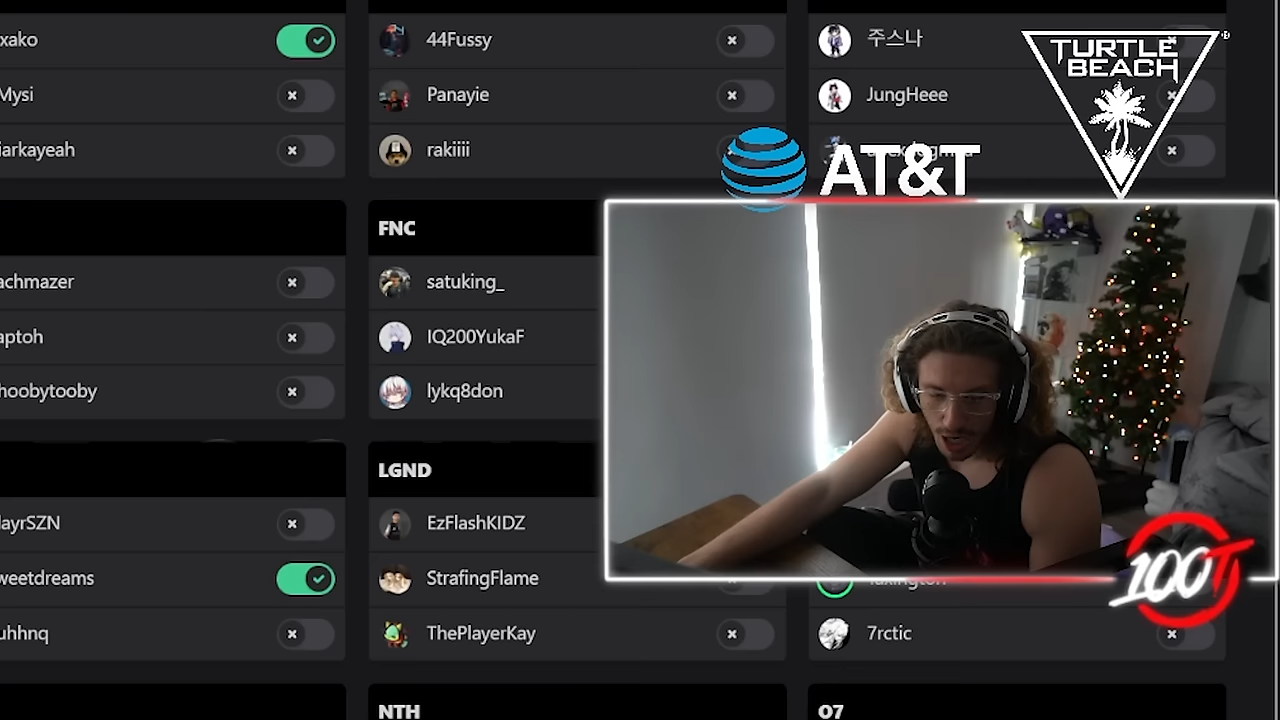 xako
Mysi
iarkayeah
44Fussy
Panayie
rakiiii
주스나
JungHeee
TURTLE
BEACH
AT&T
achmazer
aptoh
hoobytooby
FNC
satuking_
IQ200YukaF
lykq8don
layrSZN
weetdreams
uhhnq
LGND
EzFlashKIDZ
StrafingFlame
ThePlayerKay
100T
7rctic
NTH
O7